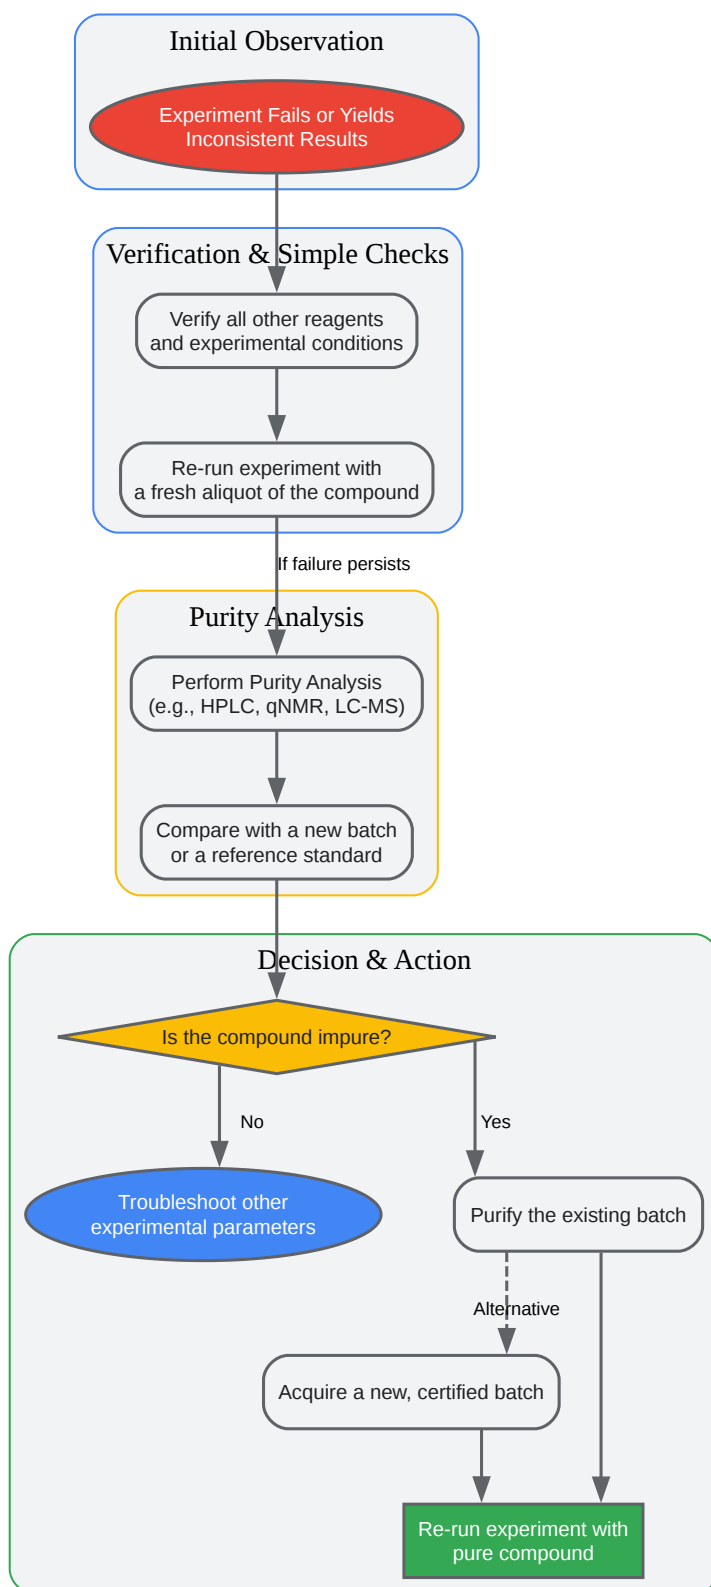 Initial Observation
Experiment Fails or Yields
Inconsistent Results
Verification & Simple Checks
Verify all other reagents
and experimental conditions
Re-run experiment with
a fresh aliquot of the compound
If failure persists
Purity Analysis
Perform Purity Analysis
(e.g., HPLC, qNMR, LC-MS)
Compare with a new batch
or a reference standard
Decision & Action
Is the compound impure?
No
Yes
Troubleshoot other
experimental parameters
Purify the existing batch
Alternative
Acquire a new, certified batch
Re-run experiment with
pure compound